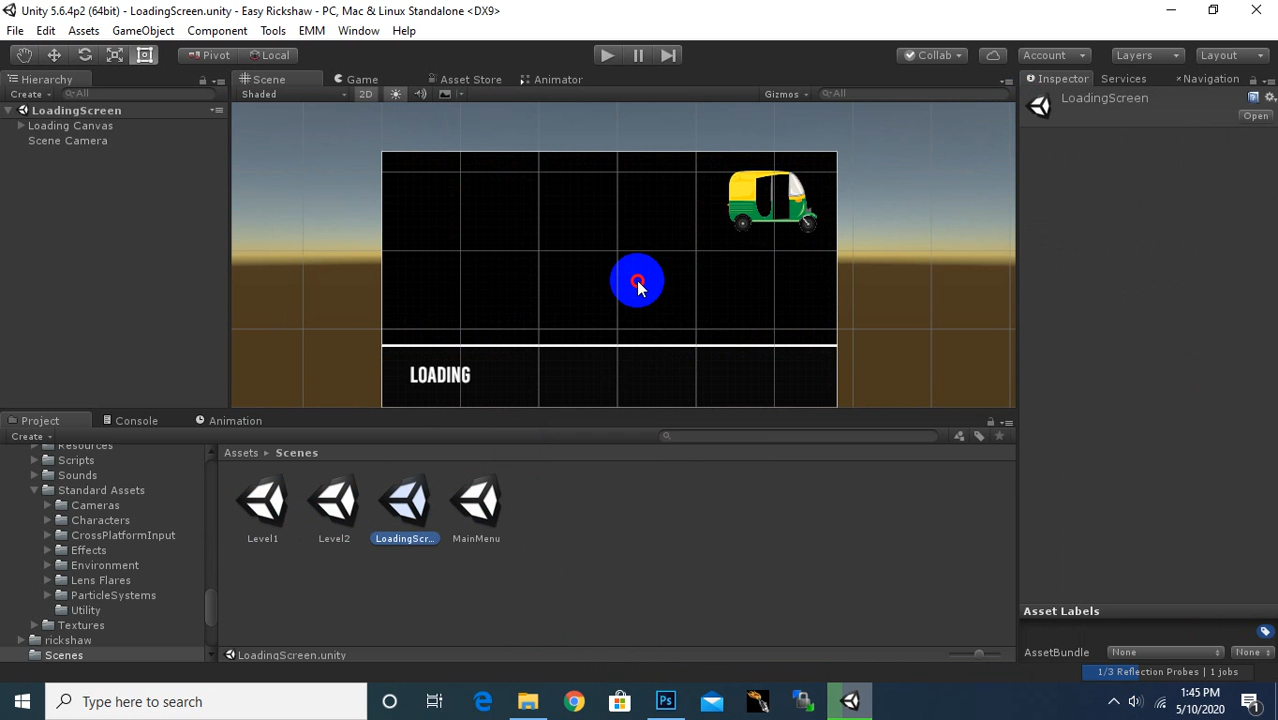 Unity 5.6.4p2 (64bit) - LoadingScreen.unity - Easy Rickshaw - PC, Mac & Linux Standalone <DX9>
File Edit Assets GameObject Component Tools EMM Window Help
Pivot Local Collab Account Layers Layout
Hierarchy Scene Game Asset Store Animator Inspector Services Navigation
Create All Shaded 2D Gizmos All LoadingScreen
LoadingScreen Open
Loading Canvas
Scene Camera
LOADING
Project Console Animation
Create
Resources Assets Scenes
Scripts
Sounds
Standard Assets
Cameras
Characters
CrossPlatformInput
Level1 Level2 LoadingScr... MainMenu
Effects
Environment
Lens Flares
ParticleSystems
Utility Asset Labels
Textures
rickshaw
Scenes LoadingScreen.unity AssetBundle None None
1/3 Reflection Probes | 1 jobs
Type here to search
1:45 PM
5/10/2020